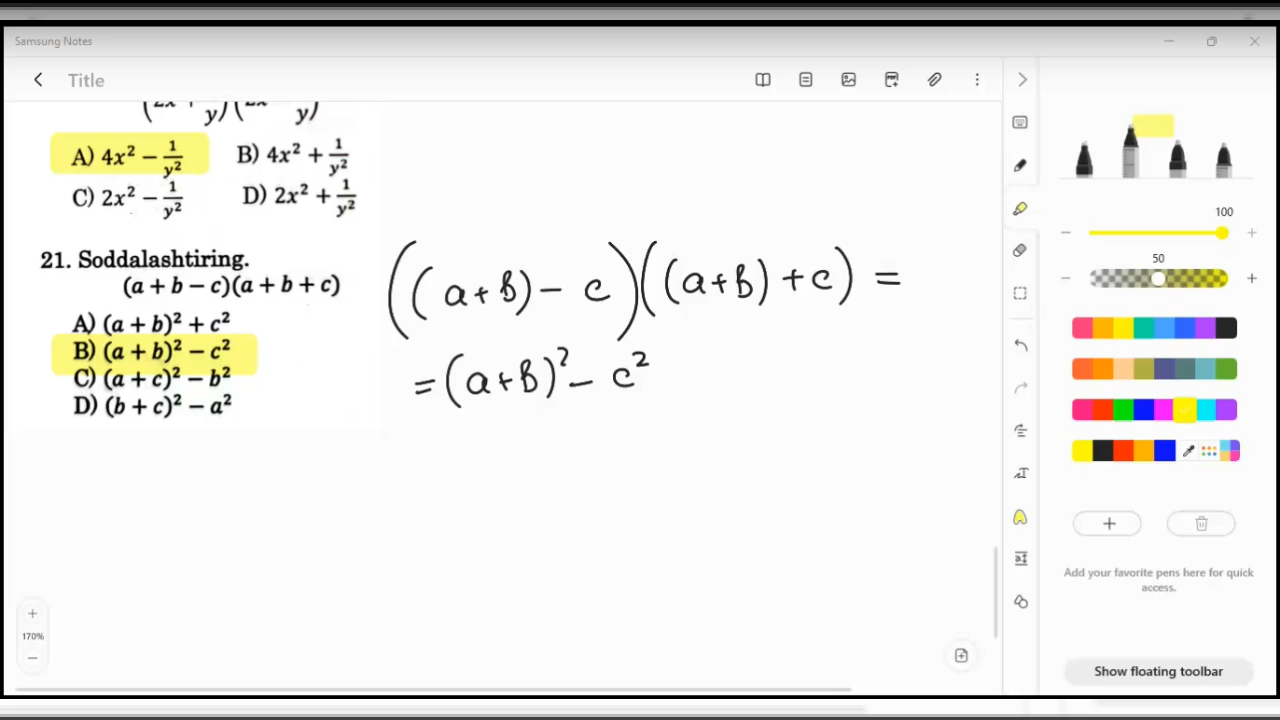 Samsung Notes
Title
A) 4x² − 1/y² B) 4x² + 1/y²
C) 2x² − 1/y² D) 2x² + 1/y²
21. Soddalashtiring.
(a + b − c)(a + b + c)
A) (a + b)² + c²
B) (a + b)² − c²
C) (a + c)² − b²
D) (b + c)² − a²
((a+b) − c)((a+b) + c) =
= (a+b)² − c²
170%
100
50
Add your favorite pens here for quick
access.
Show floating toolbar